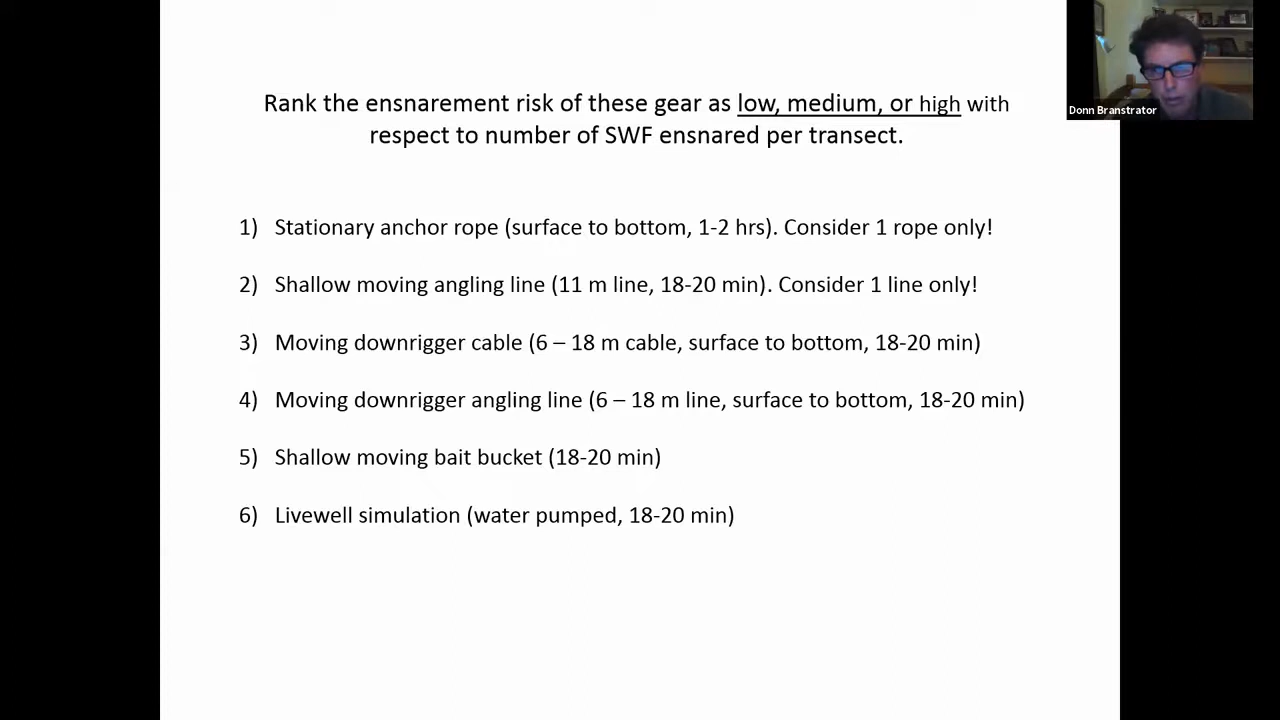 Rank the ensnarement risk of these gear as low, medium, or high with
respect to number of SWF ensnared per transect.
Donn Branstrator
1) Stationary anchor rope (surface to bottom, 1-2 hrs). Consider 1 rope only!
2) Shallow moving angling line (11 m line, 18-20 min). Consider 1 line only!
3) Moving downrigger cable (6 – 18 m cable, surface to bottom, 18-20 min)
4) Moving downrigger angling line (6 – 18 m line, surface to bottom, 18-20 min)
5) Shallow moving bait bucket (18-20 min)
6) Livewell simulation (water pumped, 18-20 min)